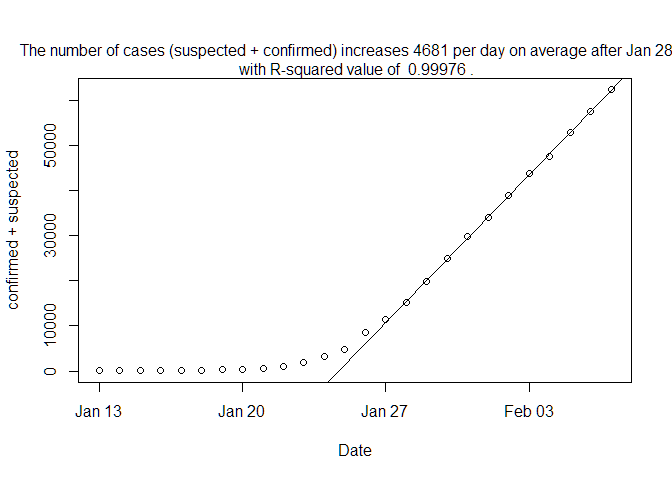 The number of cases (suspected + confirmed) increases 4681 per day on average after Jan 28
with R-squared value of  0.99976 .
confirmed + suspected
50000
30000
10000
0
Jan 13
Jan 20
Jan 27
Feb 03
Date